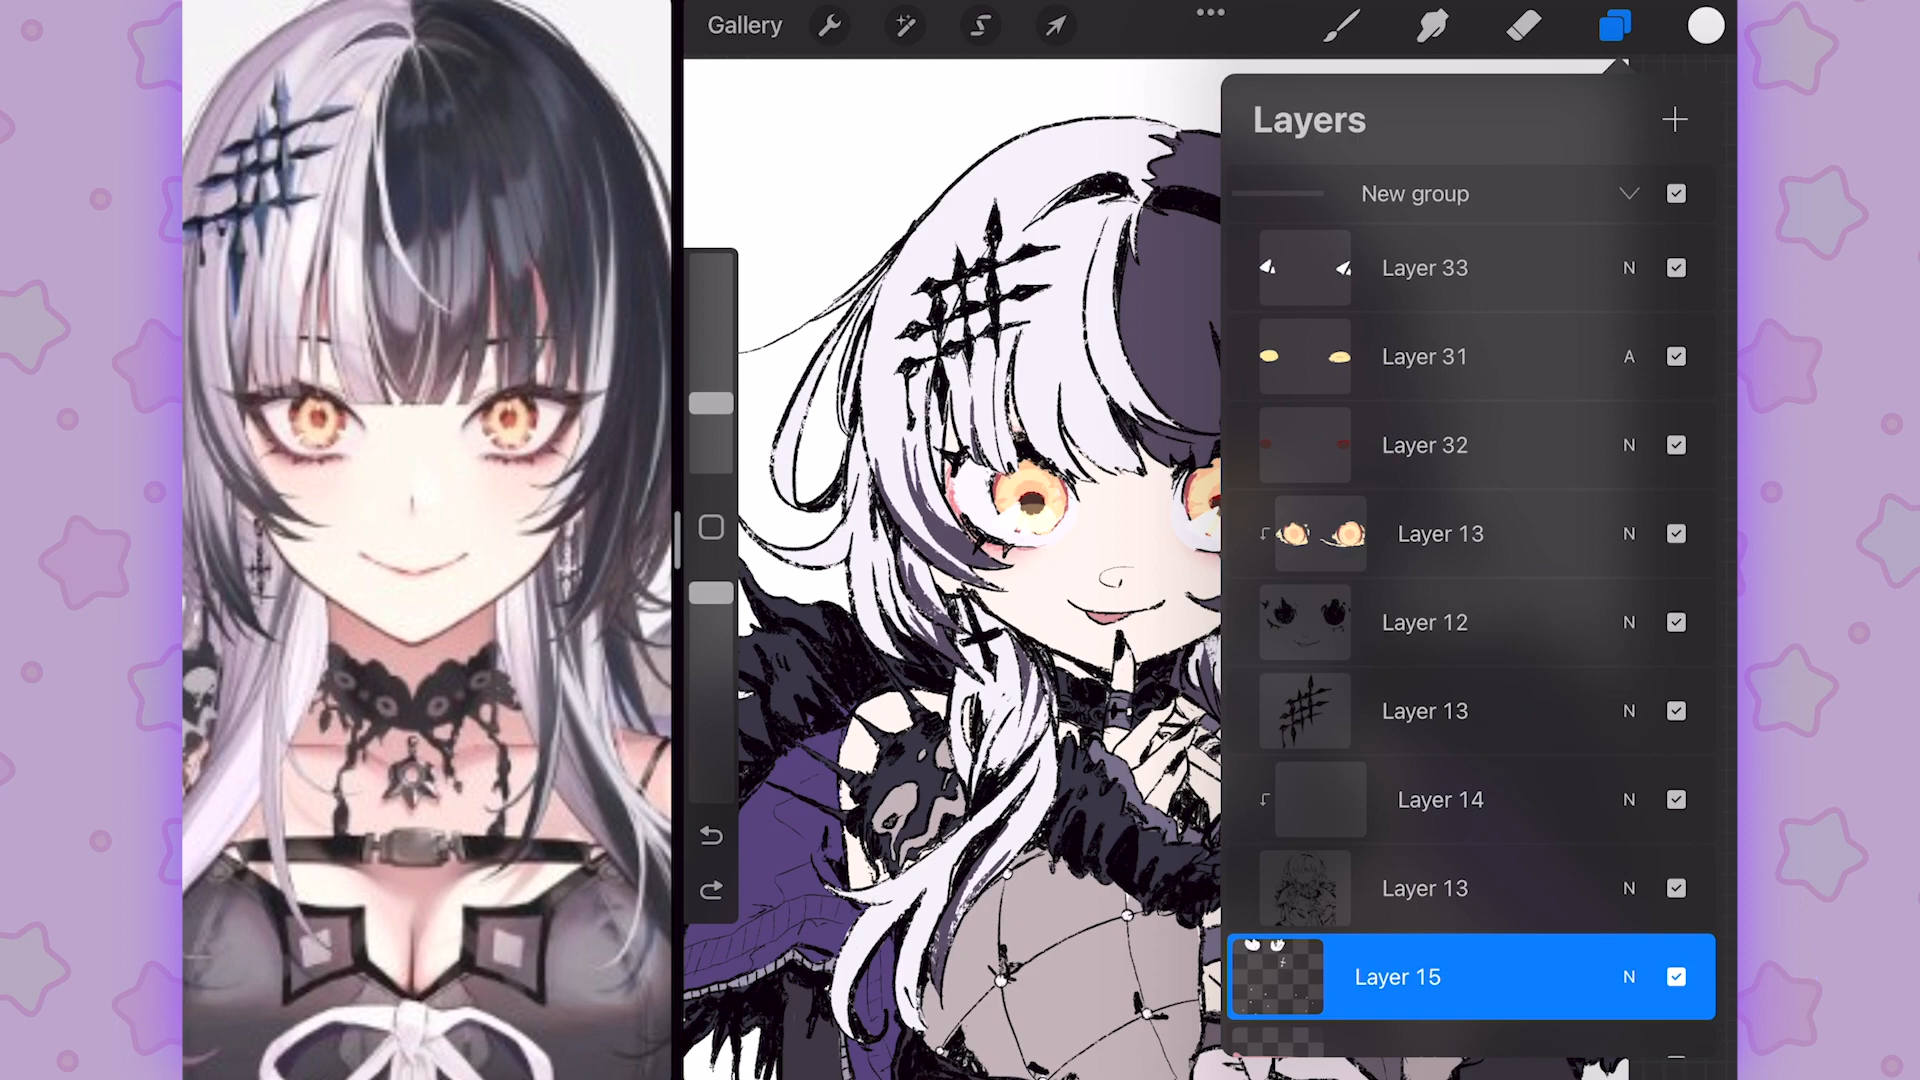 Gallery
Layers
New group
Layer 33 N
Layer 31 A
Layer 32 N
Layer 13 N
Layer 12 N
Layer 13 N
Layer 14 N
Layer 13 N
Layer 15 N